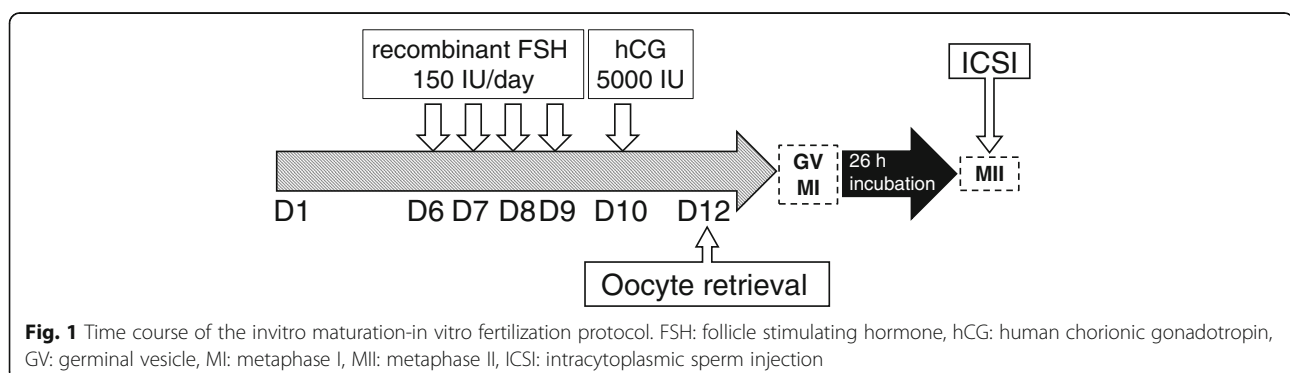 recombinant FSH
150 IU/day
hCG
5000 IU
ICSI
GV
MI
26 h
incubation
MII
D1
D6 D7 D8 D9 D10 D12
Oocyte retrieval
Fig. 1 Time course of the invitro maturation-in vitro fertilization protocol. FSH: follicle stimulating hormone, hCG: human chorionic gonadotropin,
GV: germinal vesicle, MI: metaphase I, MII: metaphase II, ICSI: intracytoplasmic sperm injection